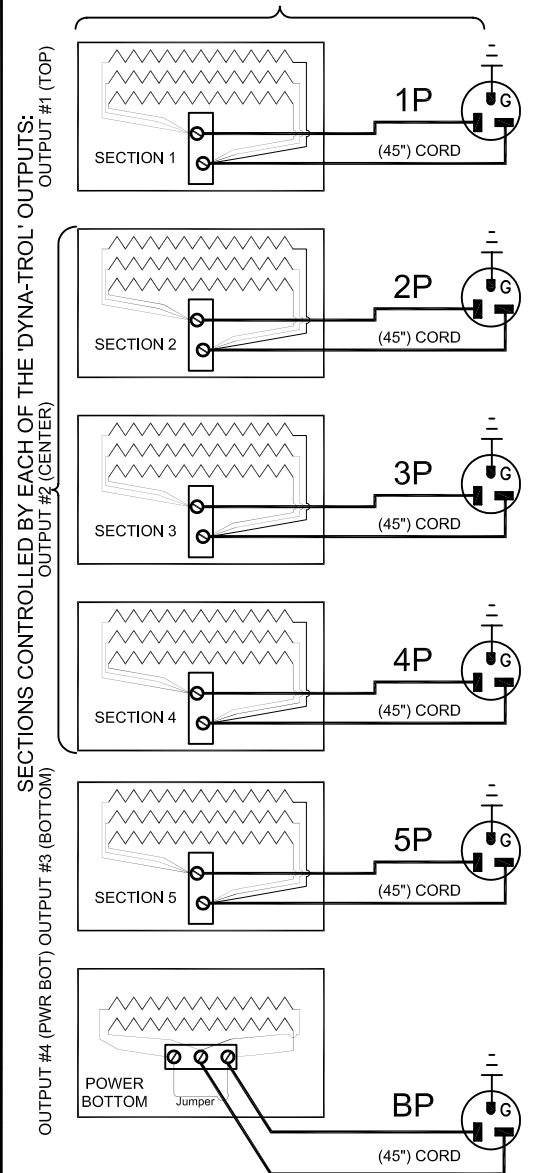 SECTIONS CONTROLLED BY EACH OF THE 'DYNA-TROL' OUTPUTS:
OUTPUT #1 (TOP)
SECTION 1
1P
(45") CORD
G
OUTPUT #2 (CENTER)
SECTION 2
2P
(45") CORD
G
SECTION 3
3P
(45") CORD
G
SECTION 4
4P
(45") CORD
G
OUTPUT #3 (BOTTOM)
SECTION 5
5P
(45") CORD
G
OUTPUT #4 (PWR BOT)
POWER
BOTTOM
Jumper
BP
(45") CORD
G